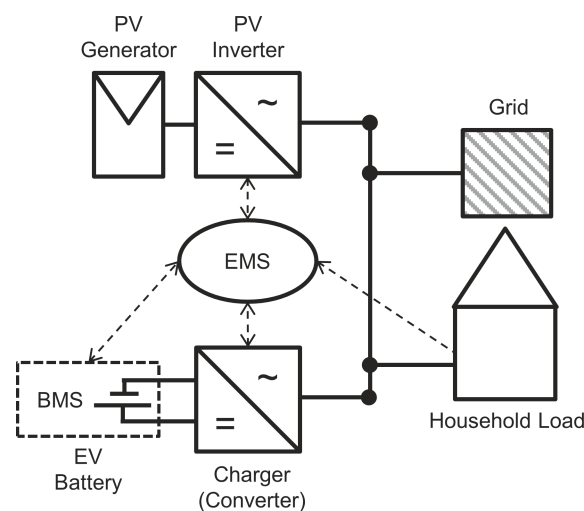 PV
Generator
PV
Inverter
~
=
Grid
EMS
BMS
~
=
EV
Battery
Charger
(Converter)
Household Load